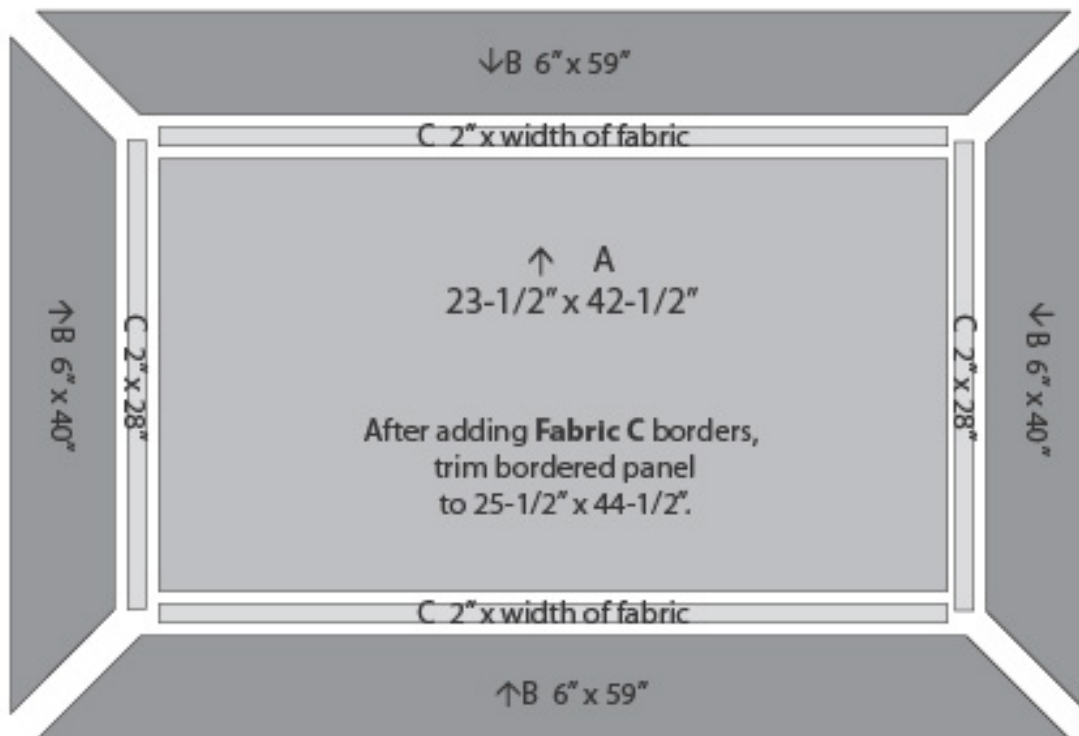 ↓B 6” x 59”
C 2” x width of fabric
↑B 6” x 40”
C 2” x 28”
↑ A
23-1/2” x 42-1/2”
After adding Fabric C borders,
trim bordered panel
to 25-1/2” x 44-1/2”.
C 2” x 28”
↓B 6” x 40”
C 2” x width of fabric
↑B 6” x 59”